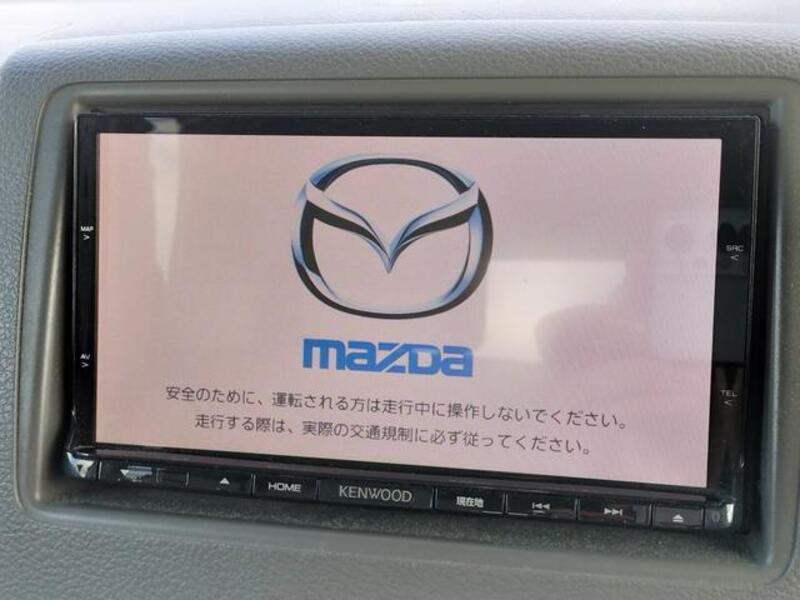 MAP
SRC
mazda
AV
TEL
安全のために、運転される方は走行中に操作しないでください。
走行する際は、実際の交通規制に必ず従ってください。
HOME
KENWOOD
現在地